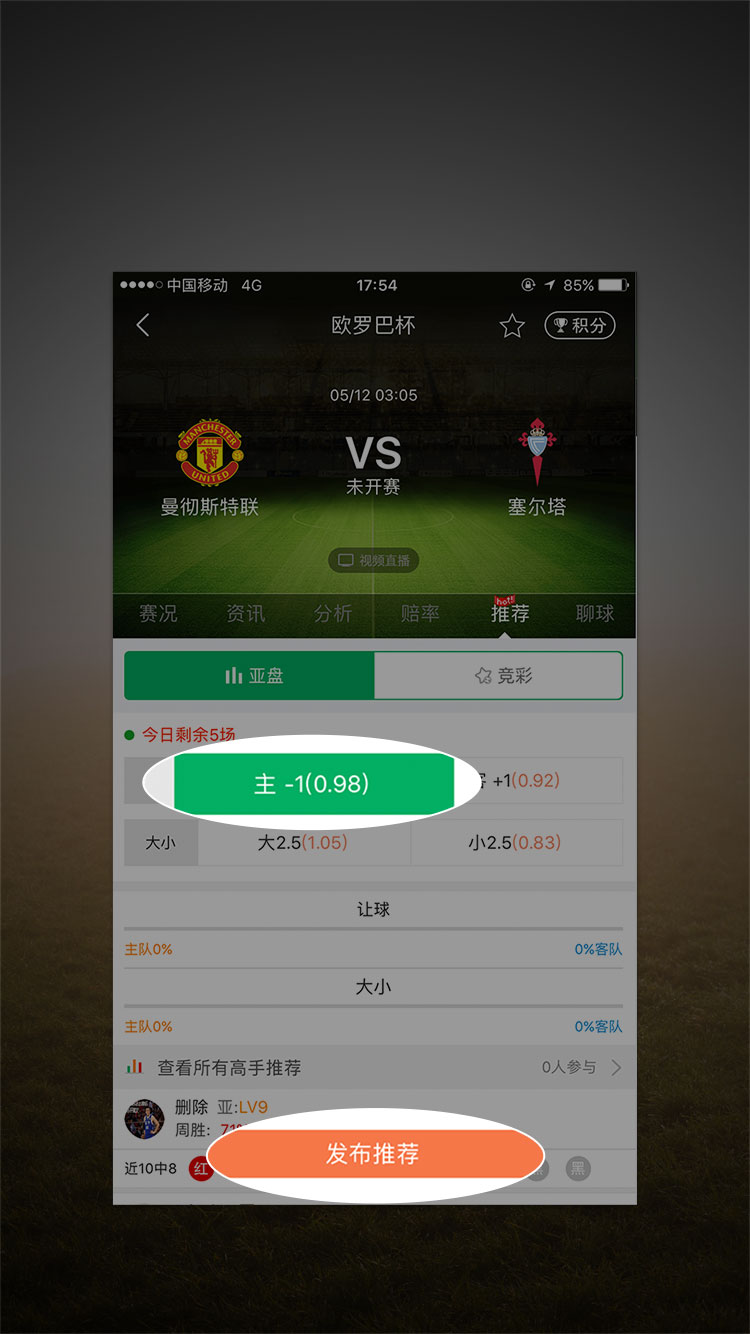 中国移动 4G 17:54 85%
欧罗巴杯 积分
05/12 03:05
MANCHESTER
UNITED
VS
未开赛
曼彻斯特联 塞尔塔
视频直播
hot!
赛况 资讯 分析 赔率 推荐 聊球
亚盘 竞彩
今日剩余5场
主 -1(0.98) +1(0.92)
大小 大2.5(1.05) 小2.5(0.83)
让球
主队0% 0%客队
大小
主队0% 0%客队
查看所有高手推荐 0人参与
删除 亚:LV9
周胜:
发布推荐
近10中8 红 黑